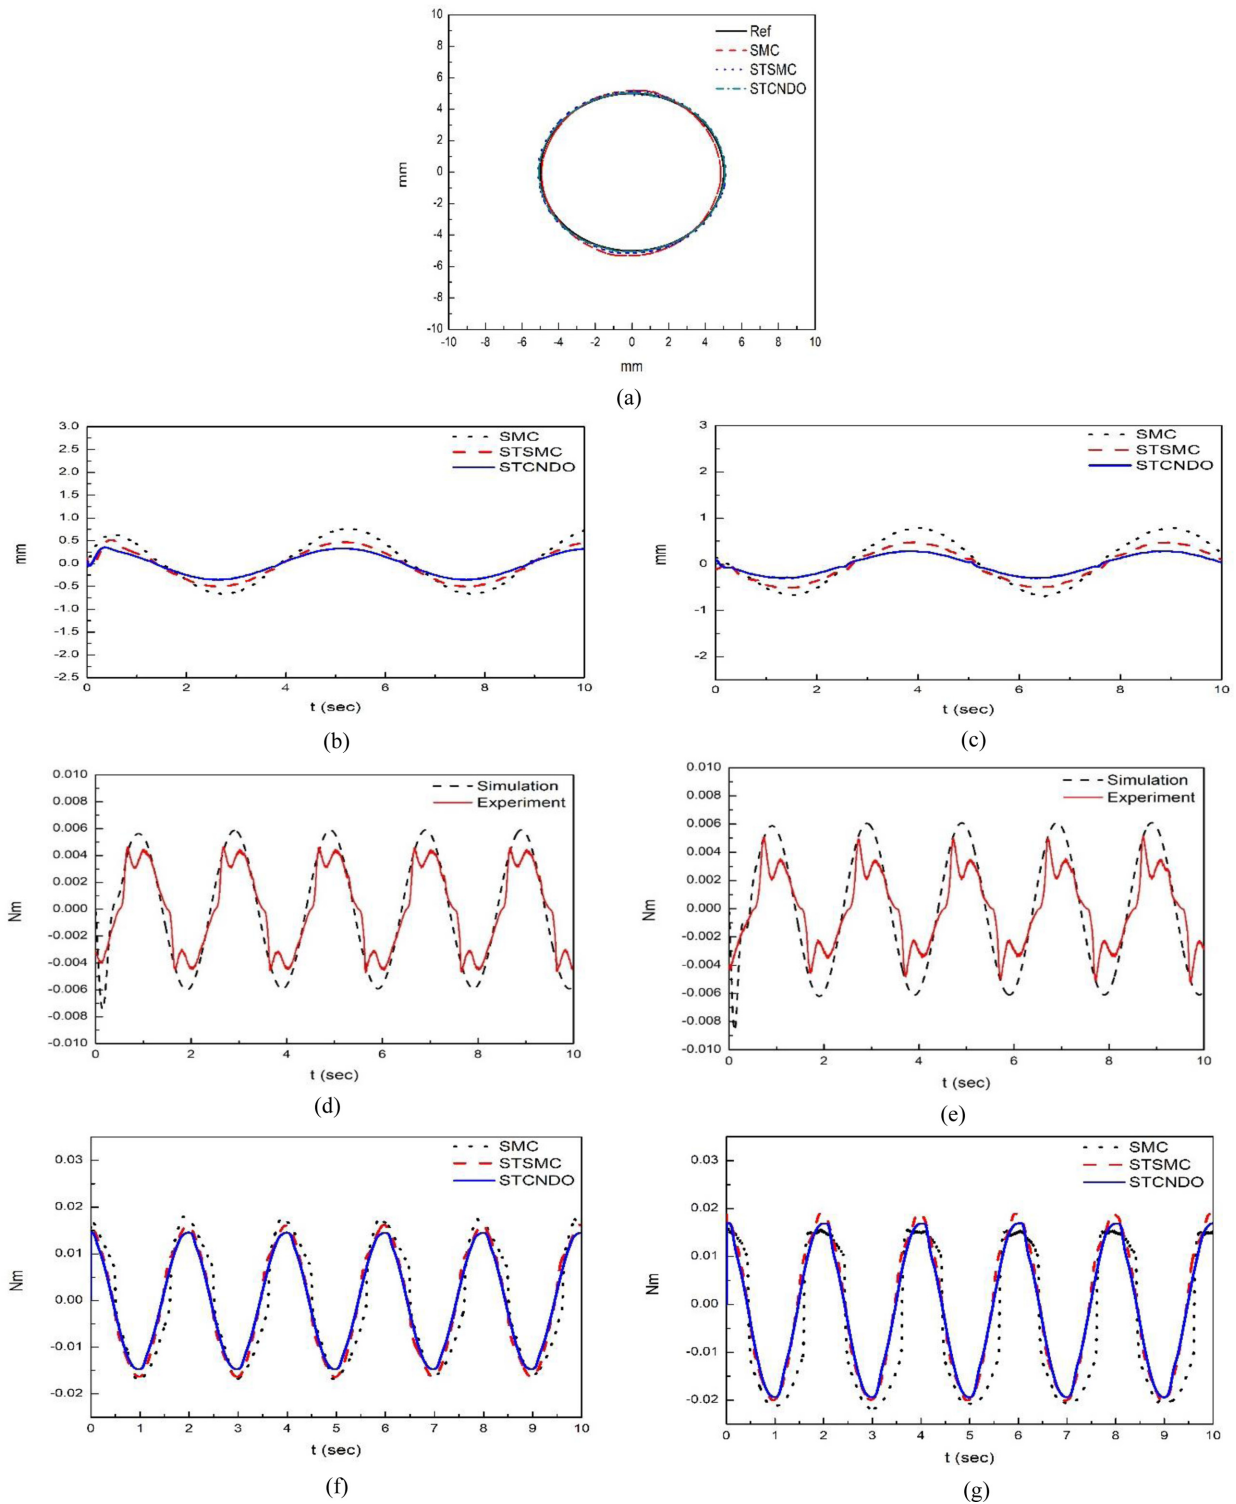 10
8
6
4
2
0
-2
-4
-6
-8
-10
mm
Ref
SMC
STSMC
STCNDO
-10 -8 -6 -4 -2 0 2 4 6 8 10
mm
(a)
3.0
2.5
2.0
1.5
1.0
0.5
0.0
-0.5
-1.0
-1.5
-2.0
-2.5
mm
SMC
STSMC
STCNDO
0 2 4 6 8 10
t (sec)
(b)
3
2
1
0
-1
-2
mm
SMC
STSMC
STCNDO
0 2 4 6 8 10
t (sec)
(c)
0.010
0.008
0.006
0.004
0.002
0.000
-0.002
-0.004
-0.006
-0.008
-0.010
Nm
Simulation
Experiment
0 2 4 6 8 10
t (sec)
(d)
0.010
0.008
0.006
0.004
0.002
0.000
-0.002
-0.004
-0.006
-0.008
-0.010
Nm
Simulation
Experiment
0 2 4 6 8 10
t (sec)
(e)
0.03
0.02
0.01
0.00
-0.01
-0.02
Nm
SMC
STSMC
STCNDO
0 1 2 3 4 5 6 7 8 9 10
t (sec)
(f)
0.03
0.02
0.01
0.00
-0.01
-0.02
Nm
SMC
STSMC
STCNDO
0 1 2 3 4 5 6 7 8 9 10
t (sec)
(g)